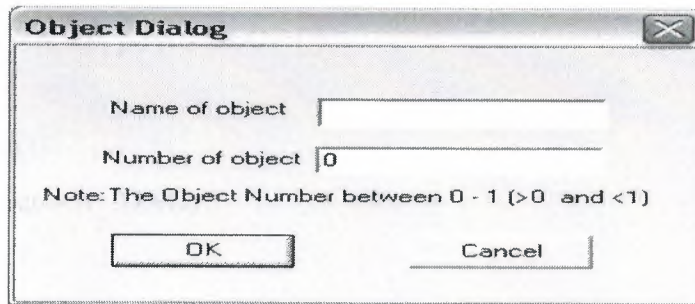 Object Dialog
Name of object
Number of object 0
Note: The Object Number between 0 - 1 (>0 and <1)
OK Cancel